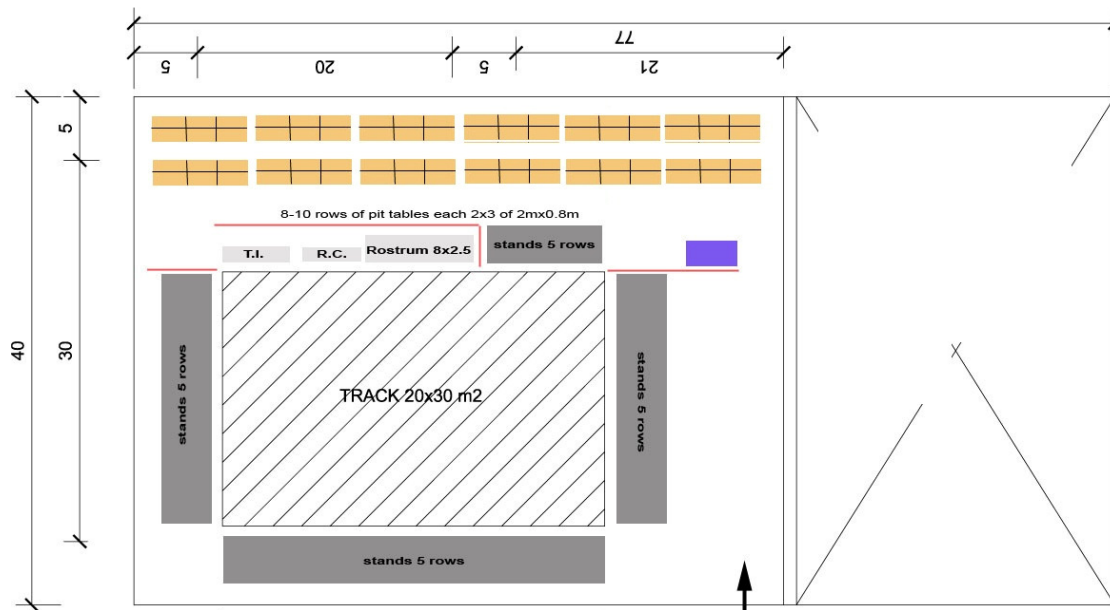 77
5
20
5
21
5
8-10 rows of pit tables each 2x3 of 2mx0.8m
T.I.
R.C.
Rostrum 8x2.5
stands 5 rows
40
30
stands 5 rows
TRACK 20x30 m2
stands 5 rows
stands 5 rows